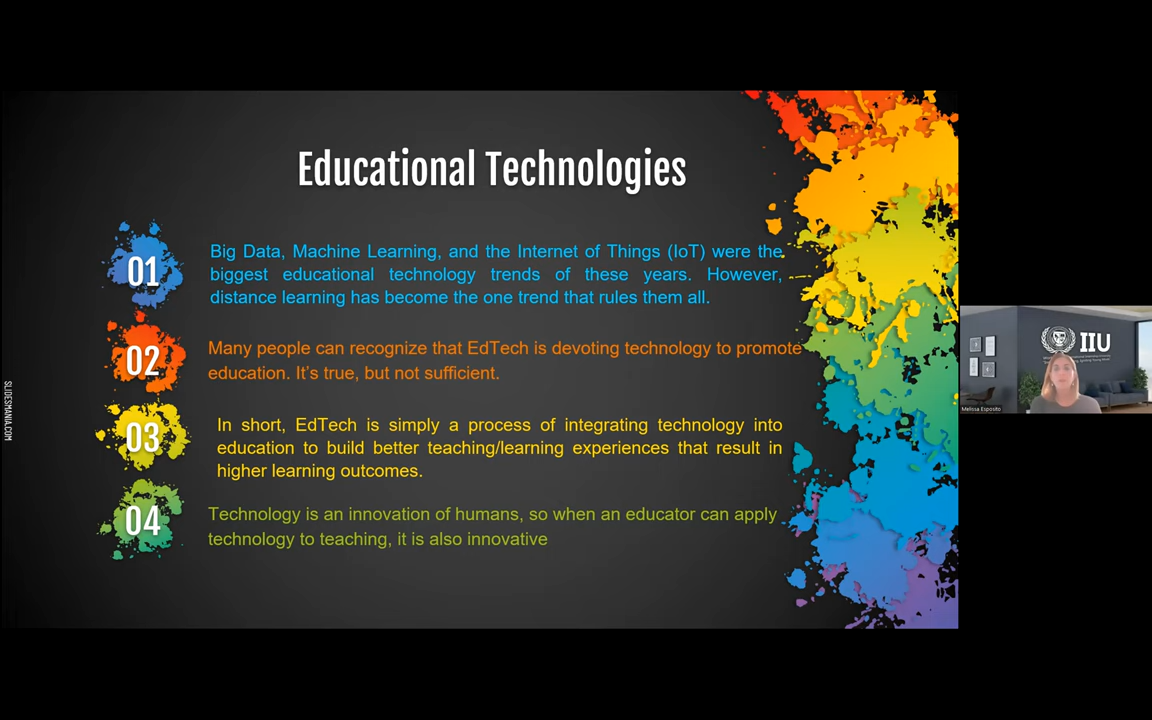 Educational Technologies
01
Big Data, Machine Learning, and the Internet of Things (IoT) were the
biggest educational technology trends of these years. However,
distance learning has become the one trend that rules them all.
02
Many people can recognize that EdTech is devoting technology to promote
education. It's true, but not sufficient.
03
In short, EdTech is simply a process of integrating technology into
education to build better teaching/learning experiences that result in
higher learning outcomes.
04
Technology is an innovation of humans, so when an educator can apply
technology to teaching, it is also innovative
SLIDESMANIA.COM
IIU
Melissa Esposito